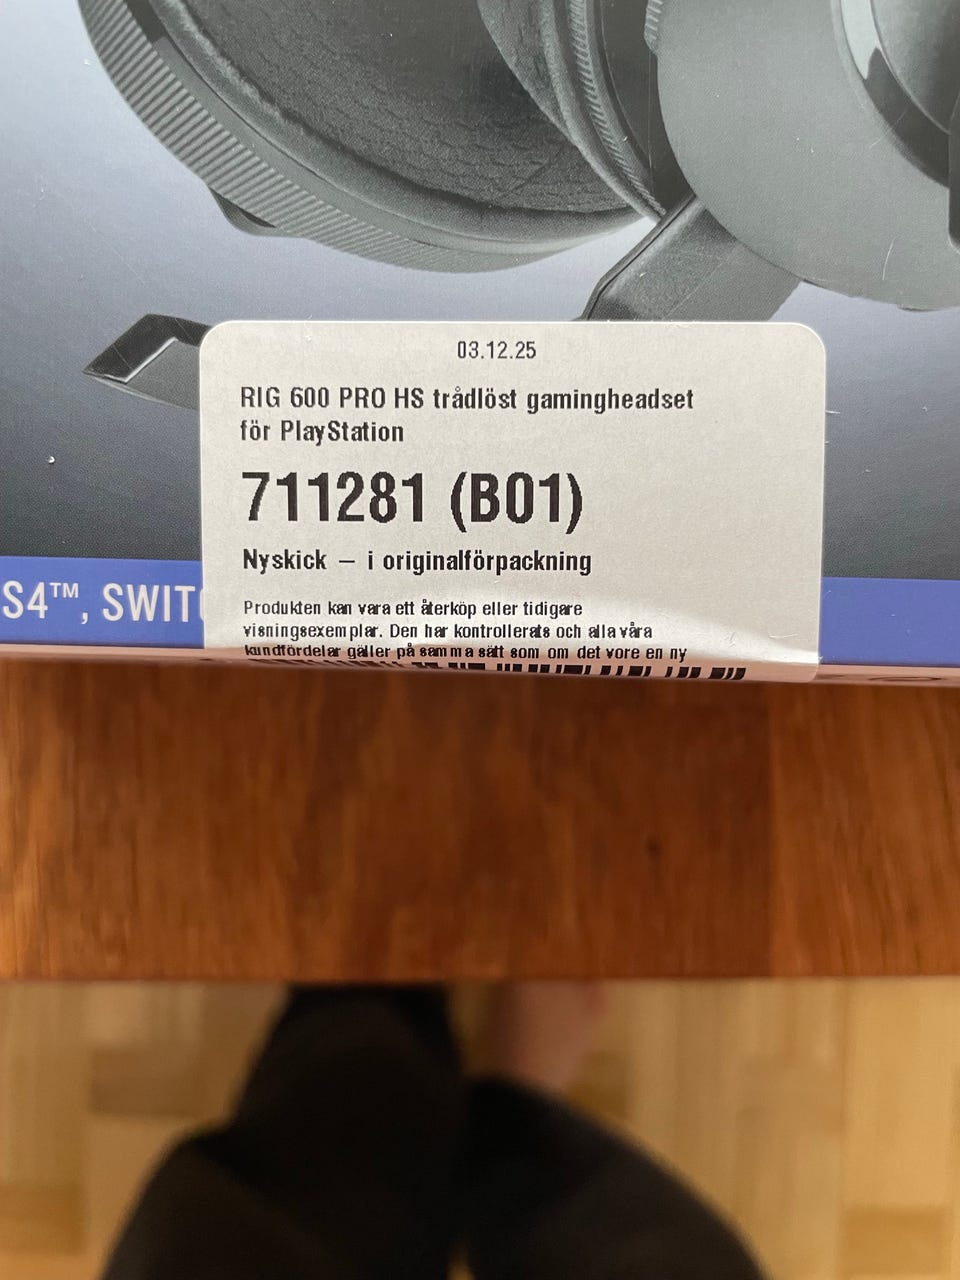 03.12.25
RIG 600 PRO HS trådlöst gamingheadset
för PlayStation
711281 (B01)
Nyskick – i originalförpackning
S4™, SWIT
Produkten kan vara ett återköp eller tidigare
visningsexemplar. Den har kontrollerats och alla våra
kundfördelar gäller på samma sätt som om det vore en ny